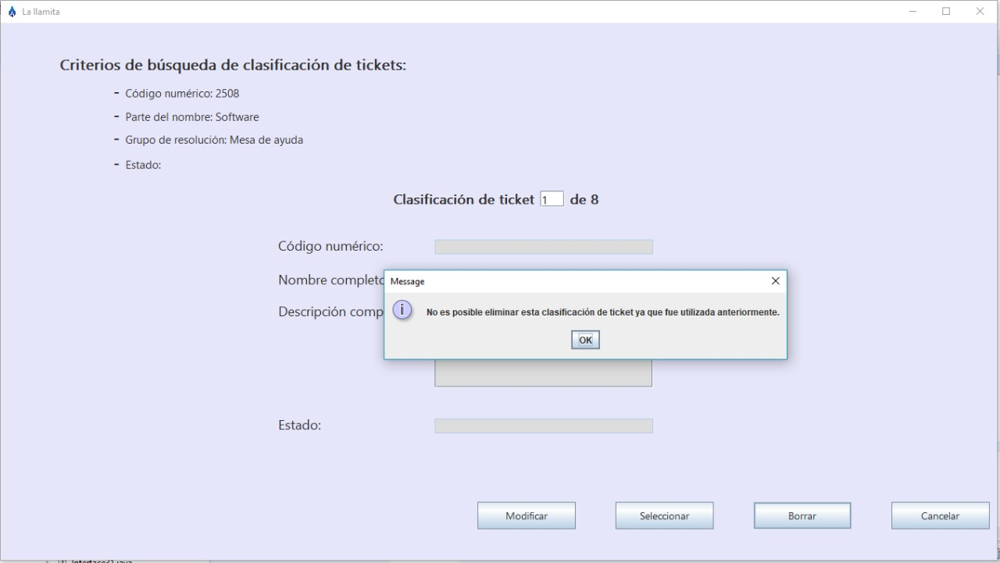 La llamita
Criterios de búsqueda de clasificación de tickets:
- Código numérico: 2508
- Parte del nombre: Software
- Grupo de resolución: Mesa de ayuda
- Estado:
Clasificación de ticket 1 de 8
Código numérico:
Nombre completo
Message
Descripción comp
No es posible eliminar esta clasificación de ticket ya que fue utilizada anteriormente.
OK
Estado:
Modificar
Seleccionar
Borrar
Cancelar